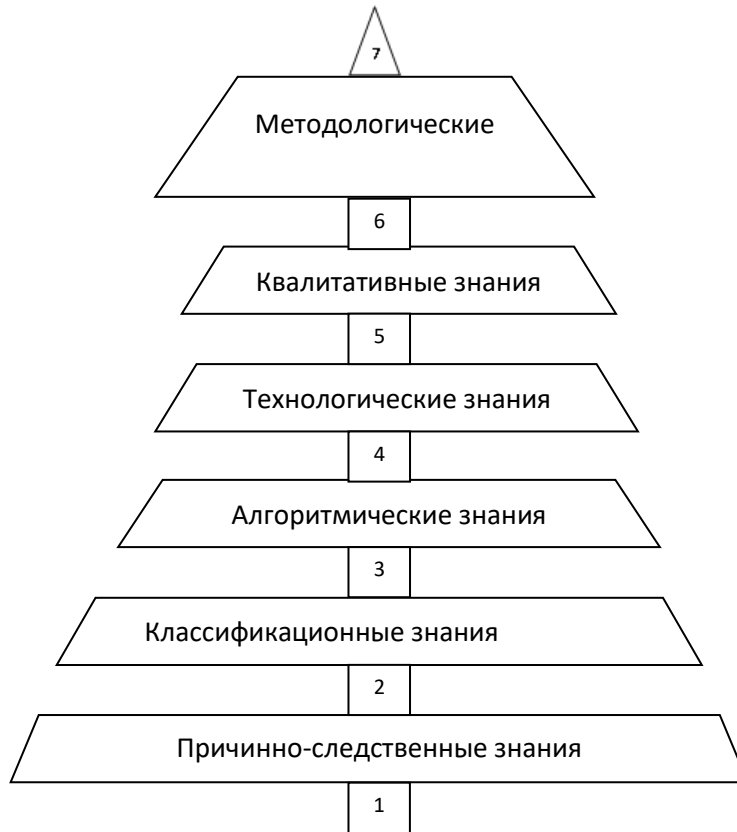 7
Методологические
6
Квалитативные знания
5
Технологические знания
4
Алгоритмические знания
3
Классификационные знания
2
Причинно-следственные знания
1